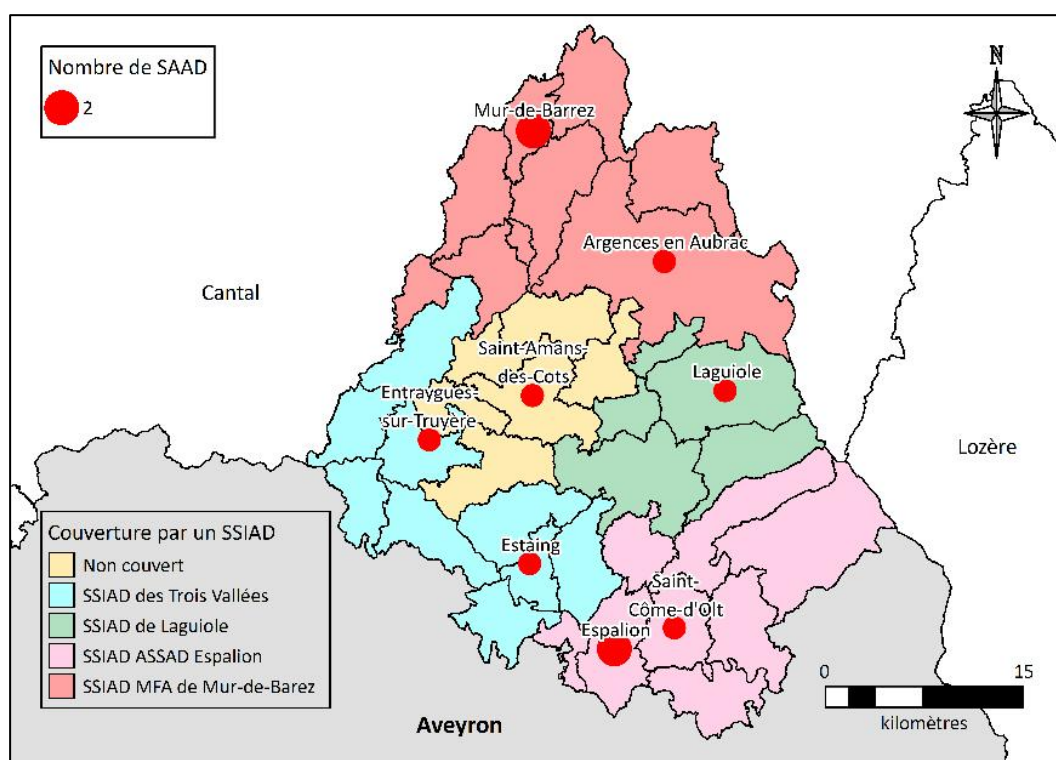 Nombre de SAAD
2
N
Mur-de-Barrez
Argences en Aubrac
Cantal
Saint-Amans-
des-Cots
Laguiole
Entraygues-
sur-Truyère
Lozère
Couverture par un SSIAD
Non couvert
SSIAD des Trois Vallées
SSIAD de Laguiole
SSIAD ASSAD Espalion
SSIAD MFA de Mur-de-Barez
Estaing
Saint-
Côme-d'Olt
Espalion
0 15
kilomètres
Aveyron